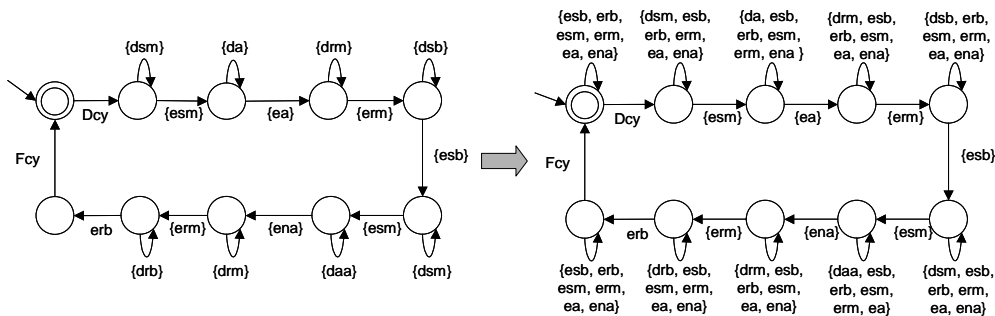 {dsm} {da} {drm} {dsb}
Dcy {esm} {ea} {erm}
Fcy {esb}
erb {erm} {ena} {esm}
{drb} {drm} {daa} {dsm}
{esb, erb, esm, erm, ea, ena}
{dsm, esb, erb, erm, ea, ena}
{da, esb, erb, esm, erm, ena }
{drm, esb, erb, esm, ea, ena}
{dsb, erb, esm, erm, ea, ena}
Dcy {esm} {ea} {erm}
Fcy {esb}
erb {erm} {ena} {esm}
{esb, erb, esm, erm, ea, ena}
{drb, esb, esm, erm, ea, ena}
{drm, esb, erb, esm, ea, ena}
{daa, esb, erb, esm, erm, ea}
{dsm, esb, erb, erm, ea, ena}